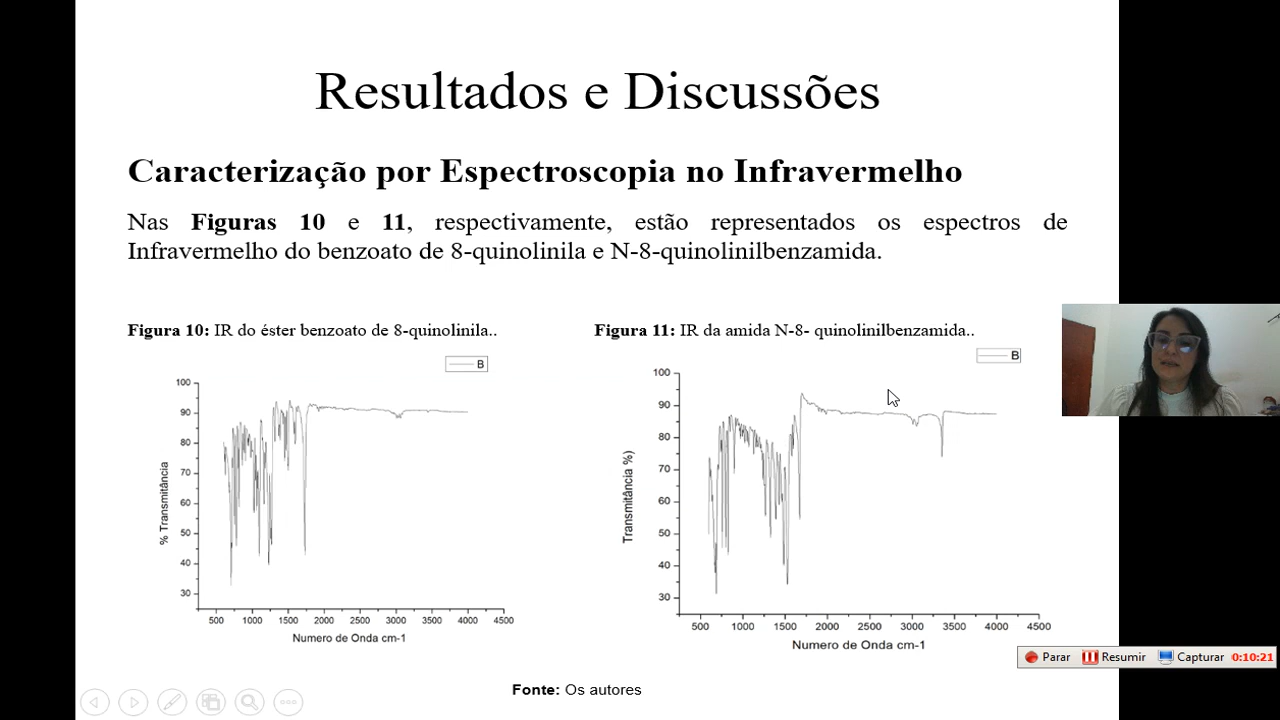 Resultados e Discussões
Caracterização por Espectroscopia no Infravermelho
Nas Figuras 10 e 11, respectivamente, estão representados os espectros de
Infravermelho do benzoato de 8-quinolinila e N-8-quinolinilbenzamida.
Figura 10: IR do éster benzoato de 8-quinolinila..
B
100
90
80
70
60
50
40
30
% Transmitância
500 1000 1500 2000 2500 3000 3500 4000 4500
Numero de Onda cm-1
Figura 11: IR da amida N-8- quinolinilbenzamida..
B
100
90
80
70
60
50
40
30
Transmitância %)
500 1000 1500 2000 2500 3000 3500 4000 4500
Numero de Onda cm-1
Parar Resumir Capturar 0:10:21
Fonte: Os autores